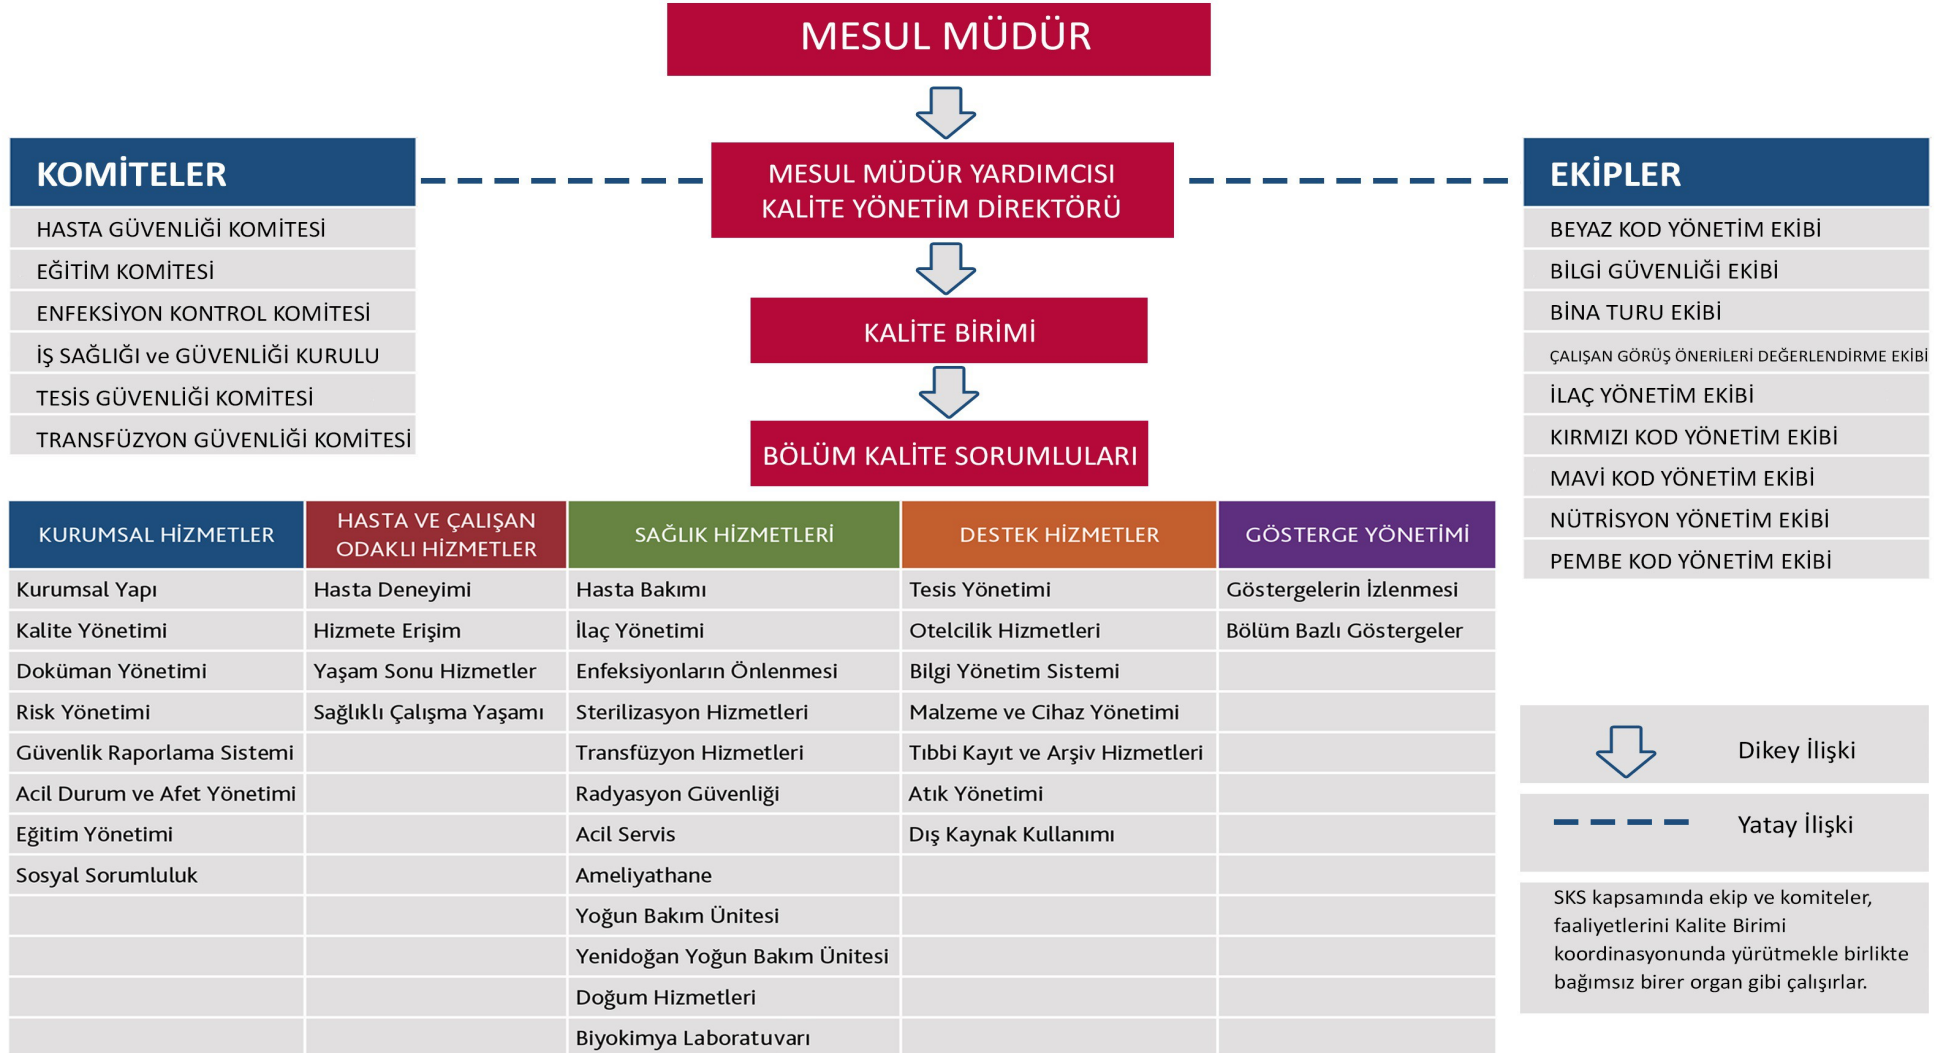 MESUL MÜDÜR
MESUL MÜDÜR YARDIMCISI
KALİTE YÖNETİM DİREKTÖRÜ
KALİTE BİRİMİ
BÖLÜM KALİTE SORUMLULARI
KOMİTELER
HASTA GÜVENLİĞİ KOMİTESİ
EĞİTİM KOMİTESİ
ENFEKSİYON KONTROL KOMİTESİ
İŞ SAĞLIĞI ve GÜVENLİĞİ KURULU
TESİS GÜVENLİĞİ KOMİTESİ
TRANSFÜZYON GÜVENLİĞİ KOMİTESİ
EKİPLER
BEYAZ KOD YÖNETİM EKİBİ
BİLGİ GÜVENLİĞİ EKİBİ
BİNA TURU EKİBİ
ÇALIŞAN GÖRÜŞ ÖNERİLERİ DEĞERLENDİRME EKİBİ
İLAÇ YÖNETİM EKİBİ
KIRMIZI KOD YÖNETİM EKİBİ
MAVİ KOD YÖNETİM EKİBİ
NÜTRİSYON YÖNETİM EKİBİ
PEMBE KOD YÖNETİM EKİBİ
KURUMSAL HİZMETLER
Kurumsal Yapı
Kalite Yönetimi
Doküman Yönetimi
Risk Yönetimi
Güvenlik Raporlama Sistemi
Acil Durum ve Afet Yönetimi
Eğitim Yönetimi
Sosyal Sorumluluk
HASTA VE ÇALIŞAN
ODAKLI HİZMETLER
Hasta Deneyimi
Hizmete Erişim
Yaşam Sonu Hizmetler
Sağlıklı Çalışma Yaşamı
SAĞLIK HİZMETLERİ
Hasta Bakımı
İlaç Yönetimi
Enfeksiyonların Önlenmesi
Sterilizasyon Hizmetleri
Transfüzyon Hizmetleri
Radyasyon Güvenliği
Acil Servis
Ameliyathane
Yoğun Bakım Ünitesi
Yenidoğan Yoğun Bakım Ünitesi
Doğum Hizmetleri
Biyokimya Laboratuvarı
DESTEK HİZMETLER
Tesis Yönetimi
Otelcilik Hizmetleri
Bilgi Yönetim Sistemi
Malzeme ve Cihaz Yönetimi
Tıbbi Kayıt ve Arşiv Hizmetleri
Atık Yönetimi
Dış Kaynak Kullanımı
GÖSTERGE YÖNETİMİ
Göstergelerin İzlenmesi
Bölüm Bazlı Göstergeler
Dikey İlişki
Yatay İlişki
SKS kapsamında ekip ve komiteler,
faaliyetlerini Kalite Birimi
koordinasyonunda yürütmekle birlikte
bağımsız birer organ gibi çalışırlar.